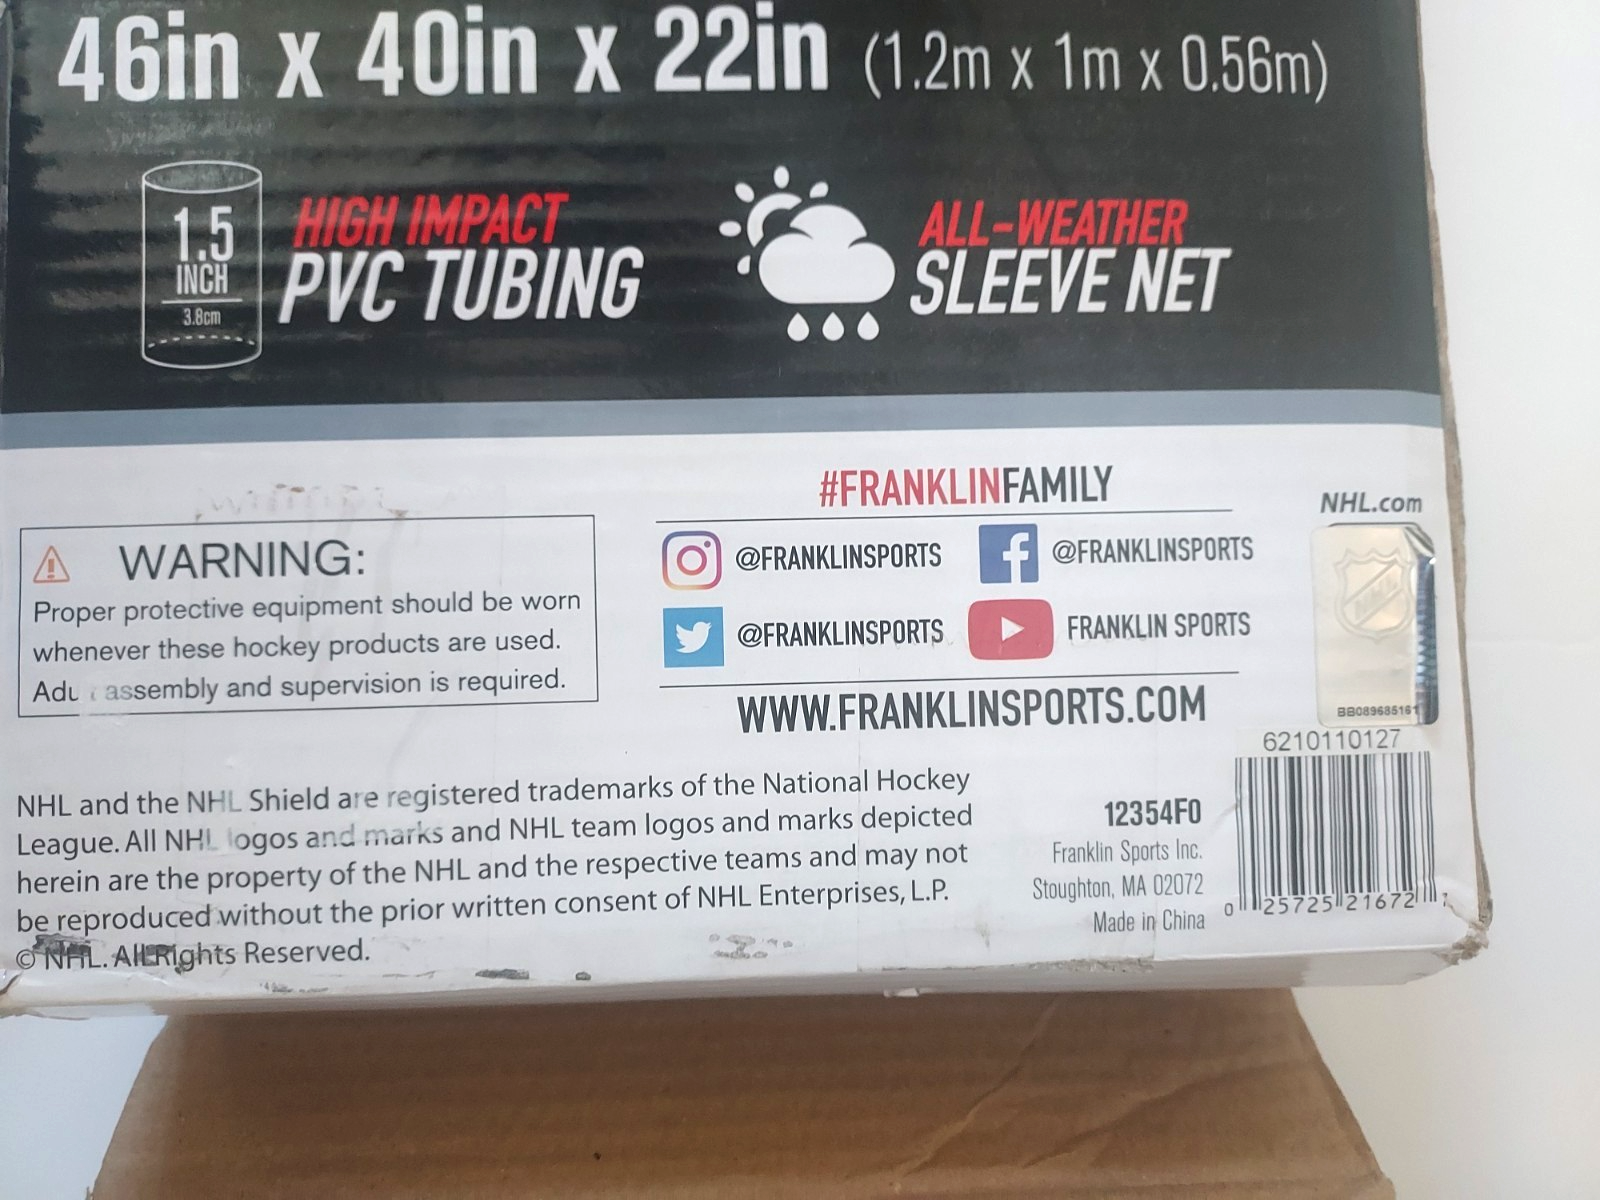 46in x 40in x 22in (1.2m x 1m x 0.56m)
1.5
INCH
3.8cm
HIGH IMPACT
PVC TUBING
ALL-WEATHER
SLEEVE NET
WARNING:
Proper protective equipment should be worn
whenever these hockey products are used.
assembly and supervision is required.
#FRANKLINFAMILY
@FRANKLINSPORTS
@FRANKLINSPORTS
@FRANKLINSPORTS
FRANKLIN SPORTS
WWW.FRANKLINSPORTS.COM
NHL.com
NHL
BB089685161
6210110127
0 25725 21672 7
NHL and the NHL Shield are registered trademarks of the National Hockey
League. All NHL logos and marks and NHL team logos and marks depicted
herein are the property of the NHL and the respective teams and may not
be reproduced without the prior written consent of NHL Enterprises, L.P.
© NHL. All Rights Reserved.
12354F0
Franklin Sports Inc.
Stoughton, MA 02072
Made in China